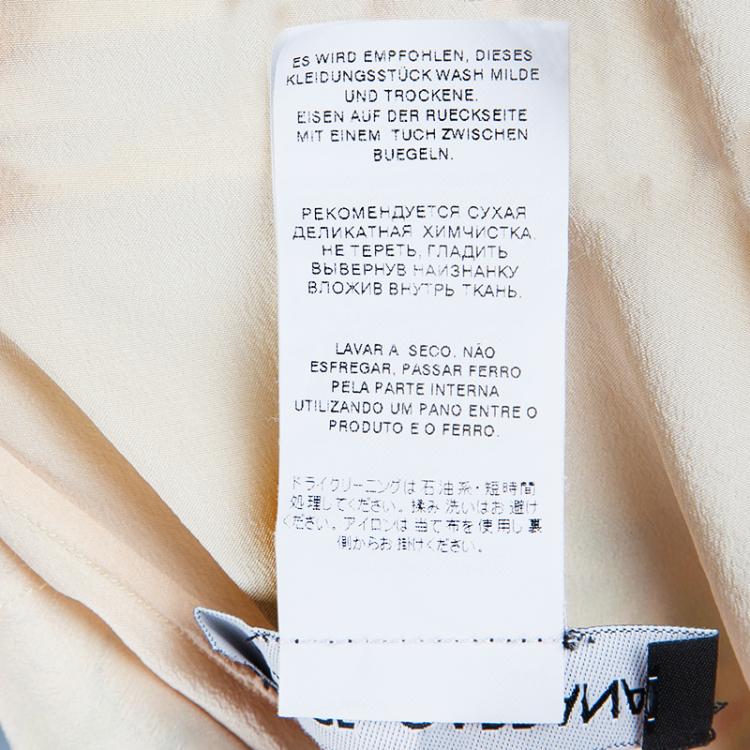 ES WIRD EMPFOHLEN, DIESES
KLEIDUNGSSTÜCK WASH MILDE
UND TROCKENE.
EISEN AUF DER RUECKSEITE
MIT EINEM TUCH ZWISCHEN
BUEGELN.
РЕКОМЕНДУЕТСЯ СУХАЯ
ДЕЛИКАТНАЯ ХИМЧИСТКА.
НЕ ТЕРЕТЬ, ГЛАДИТЬ
ВЫВЕРНУВ НАИЗНАНКУ
ВЛОЖИВ ВНУТРЬ ТКАНЬ.
LAVAR A SECO. NÃO
ESFREGAR, PASSAR FERRO
PELA PARTE INTERNA
UTILIZANDO UM PANO ENTRE O
PRODUTO E O FERRO.
ドライクリーニングは石油系・短時間
処理してください。揉み洗いはお避け
ください。アイロンは当て布を使用し裏
側からお掛けください。